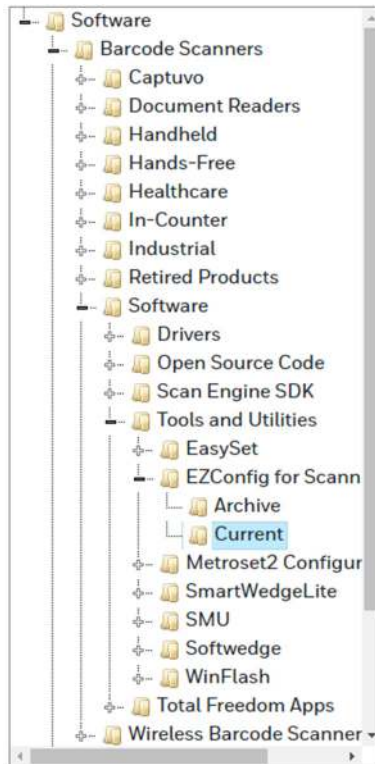 Software
Barcode Scanners
Captuvo
Document Readers
Handheld
Hands-Free
Healthcare
In-Counter
Industrial
Retired Products
Software
Drivers
Open Source Code
Scan Engine SDK
Tools and Utilities
EasySet
EZConfig for Scann
Archive
Current
Metroset2 Configur
SmartWedgeLite
SMU
Softwedge
WinFlash
Total Freedom Apps
Wireless Barcode Scanner